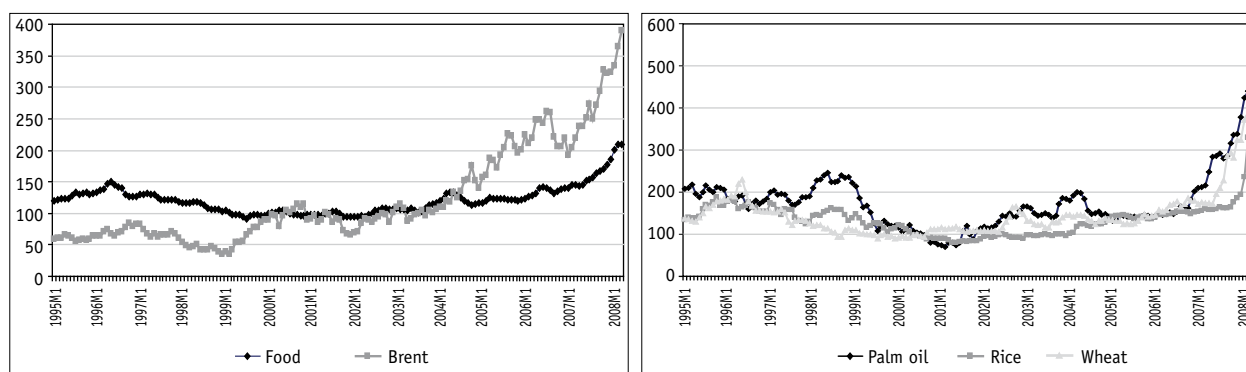 400
350
300
250
200
150
100
50
0
1995M1
1996M1
1997M1
1998M1
1999M1
2000M1
2001M1
2002M1
2003M1
2004M1
2005M1
2006M1
2007M1
2008M1
Food Brent
600
500
400
300
200
100
0
1995M1
1996M1
1997M1
1998M1
1999M1
2000M1
2001M1
2002M1
2003M1
2004M1
2005M1
2006M1
2007M1
2008M1
Palm oil Rice Wheat